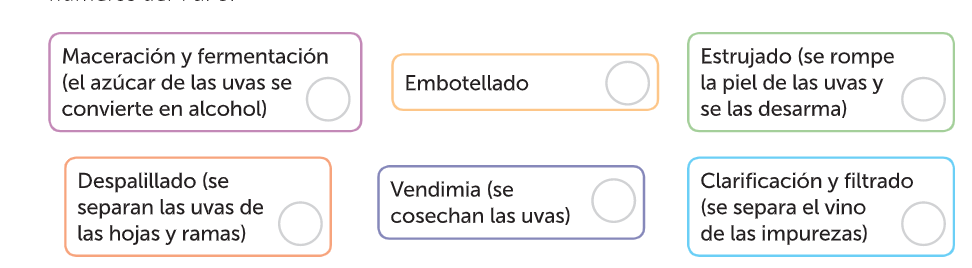 Maceración y fermentación
(el azúcar de las uvas se
convierte en alcohol)
Embotellado
Estrujado (se rompe
la piel de las uvas y
se las desarma)
Despalillado (se
separan las uvas de
las hojas y ramas)
Vendimia (se
cosechan las uvas)
Clarificación y filtrado
(se separa el vino
de las impurezas)